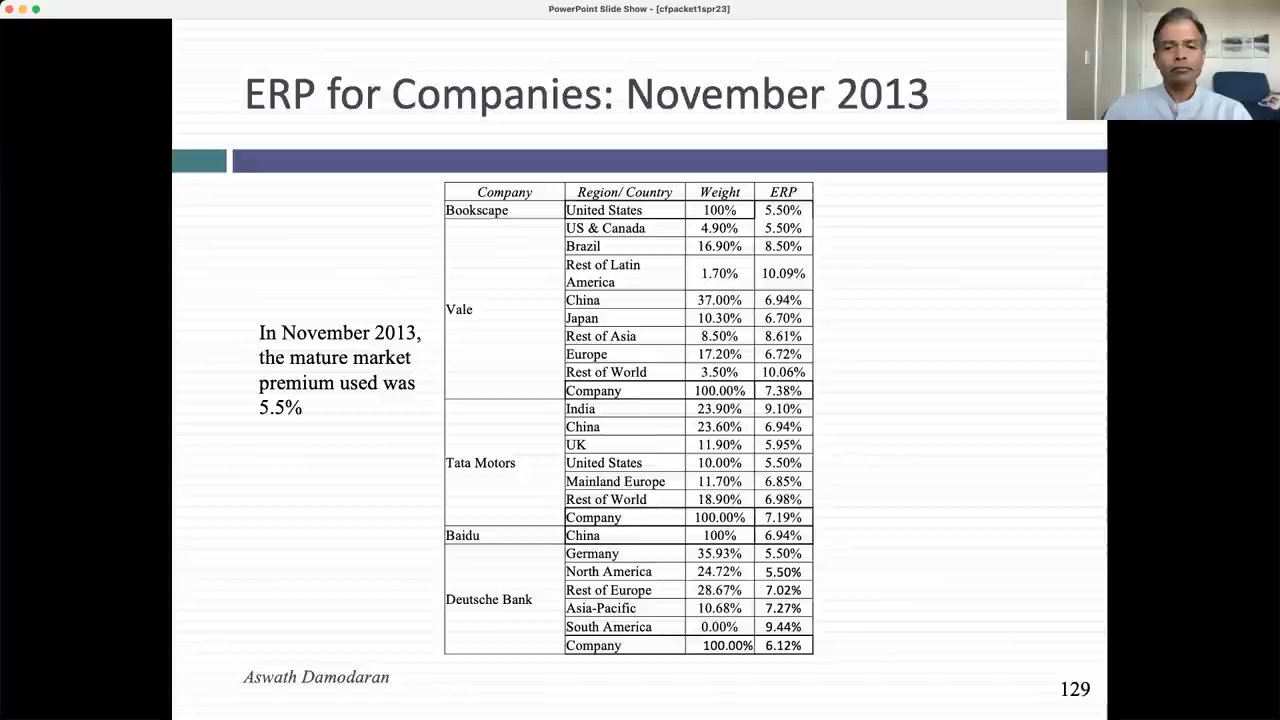 PowerPoint Slide Show - [cfpacket1spr23]
ERP for Companies: November 2013
In November 2013,
the mature market
premium used was
5.5%
Company Region/ Country Weight ERP
Bookscape United States 100% 5.50%
US & Canada 4.90% 5.50%
Brazil 16.90% 8.50%
Rest of Latin
America 1.70% 10.09%
Vale China 37.00% 6.94%
Japan 10.30% 6.70%
Rest of Asia 8.50% 8.61%
Europe 17.20% 6.72%
Rest of World 3.50% 10.06%
Company 100.00% 7.38%
India 23.90% 9.10%
China 23.60% 6.94%
UK 11.90% 5.95%
Tata Motors United States 10.00% 5.50%
Mainland Europe 11.70% 6.85%
Rest of World 18.90% 6.98%
Company 100.00% 7.19%
Baidu China 100% 6.94%
Germany 35.93% 5.50%
North America 24.72% 5.50%
Deutsche Bank Rest of Europe 28.67% 7.02%
Asia-Pacific 10.68% 7.27%
South America 0.00% 9.44%
Company 100.00% 6.12%
Aswath Damodaran
129